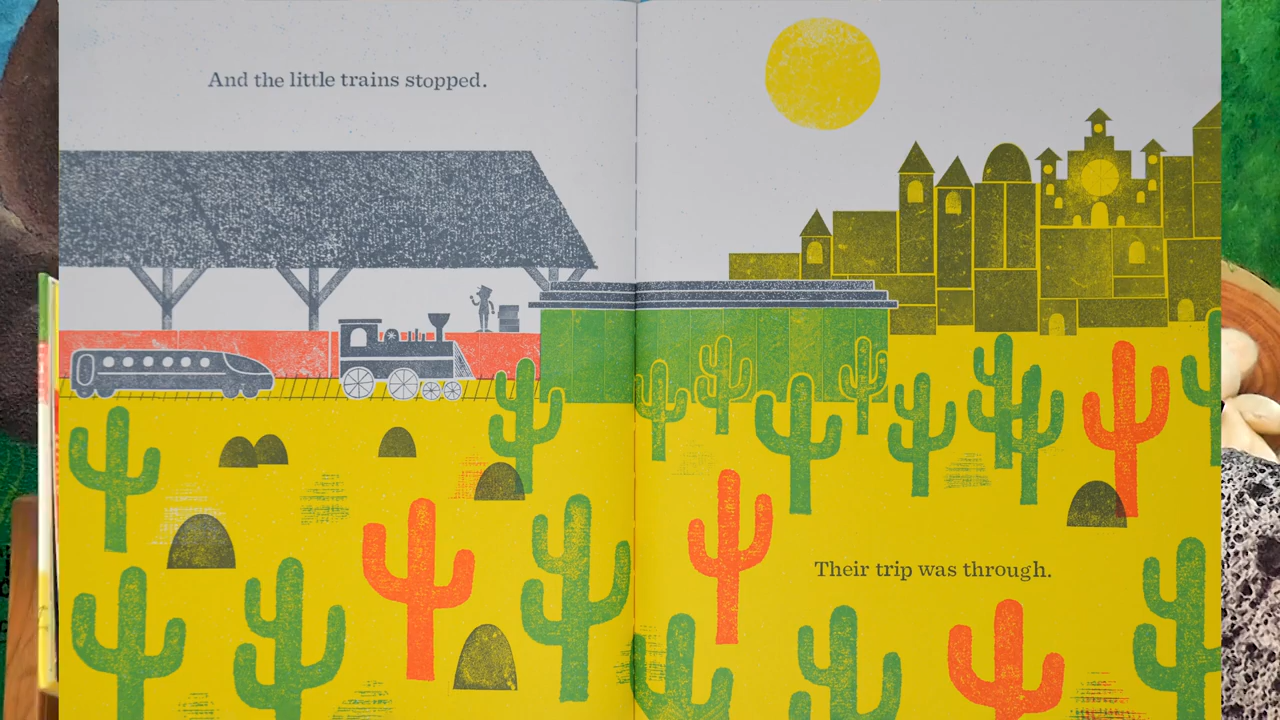 And the little trains stopped.
Their trip was through.